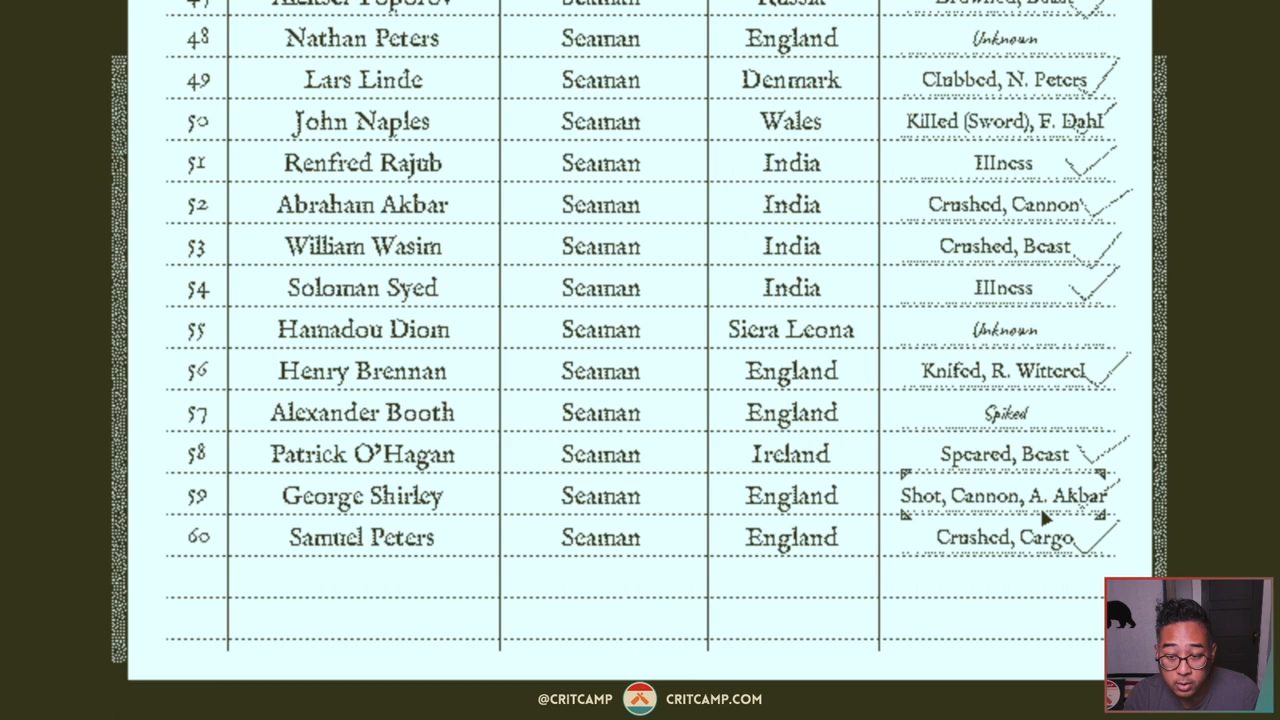 48 Nathan Peters Seaman England Unknown
49 Lars Linde Seaman Denmark Clubbed, N. Peters
50 John Naples Seaman Wales Killed (Sword), F. Dahl
51 Renfred Rajub Seaman India Illness
52 Abraham Akbar Seaman India Crushed, Cannon
53 William Wasim Seaman India Crushed, Beast
54 Soloman Syed Seaman India Illness
55 Hamadou Diom Seaman Siera Leona Unknown
56 Henry Brennan Seaman England Knifed, R. Witterel
57 Alexander Booth Seaman England Spiked
58 Patrick O'Hagan Seaman Ireland Speared, Beast
59 George Shirley Seaman England Shot, Cannon, A. Akbar
60 Samuel Peters Seaman England Crushed, Cargo
@CRITCAMP CRITCAMP.COM